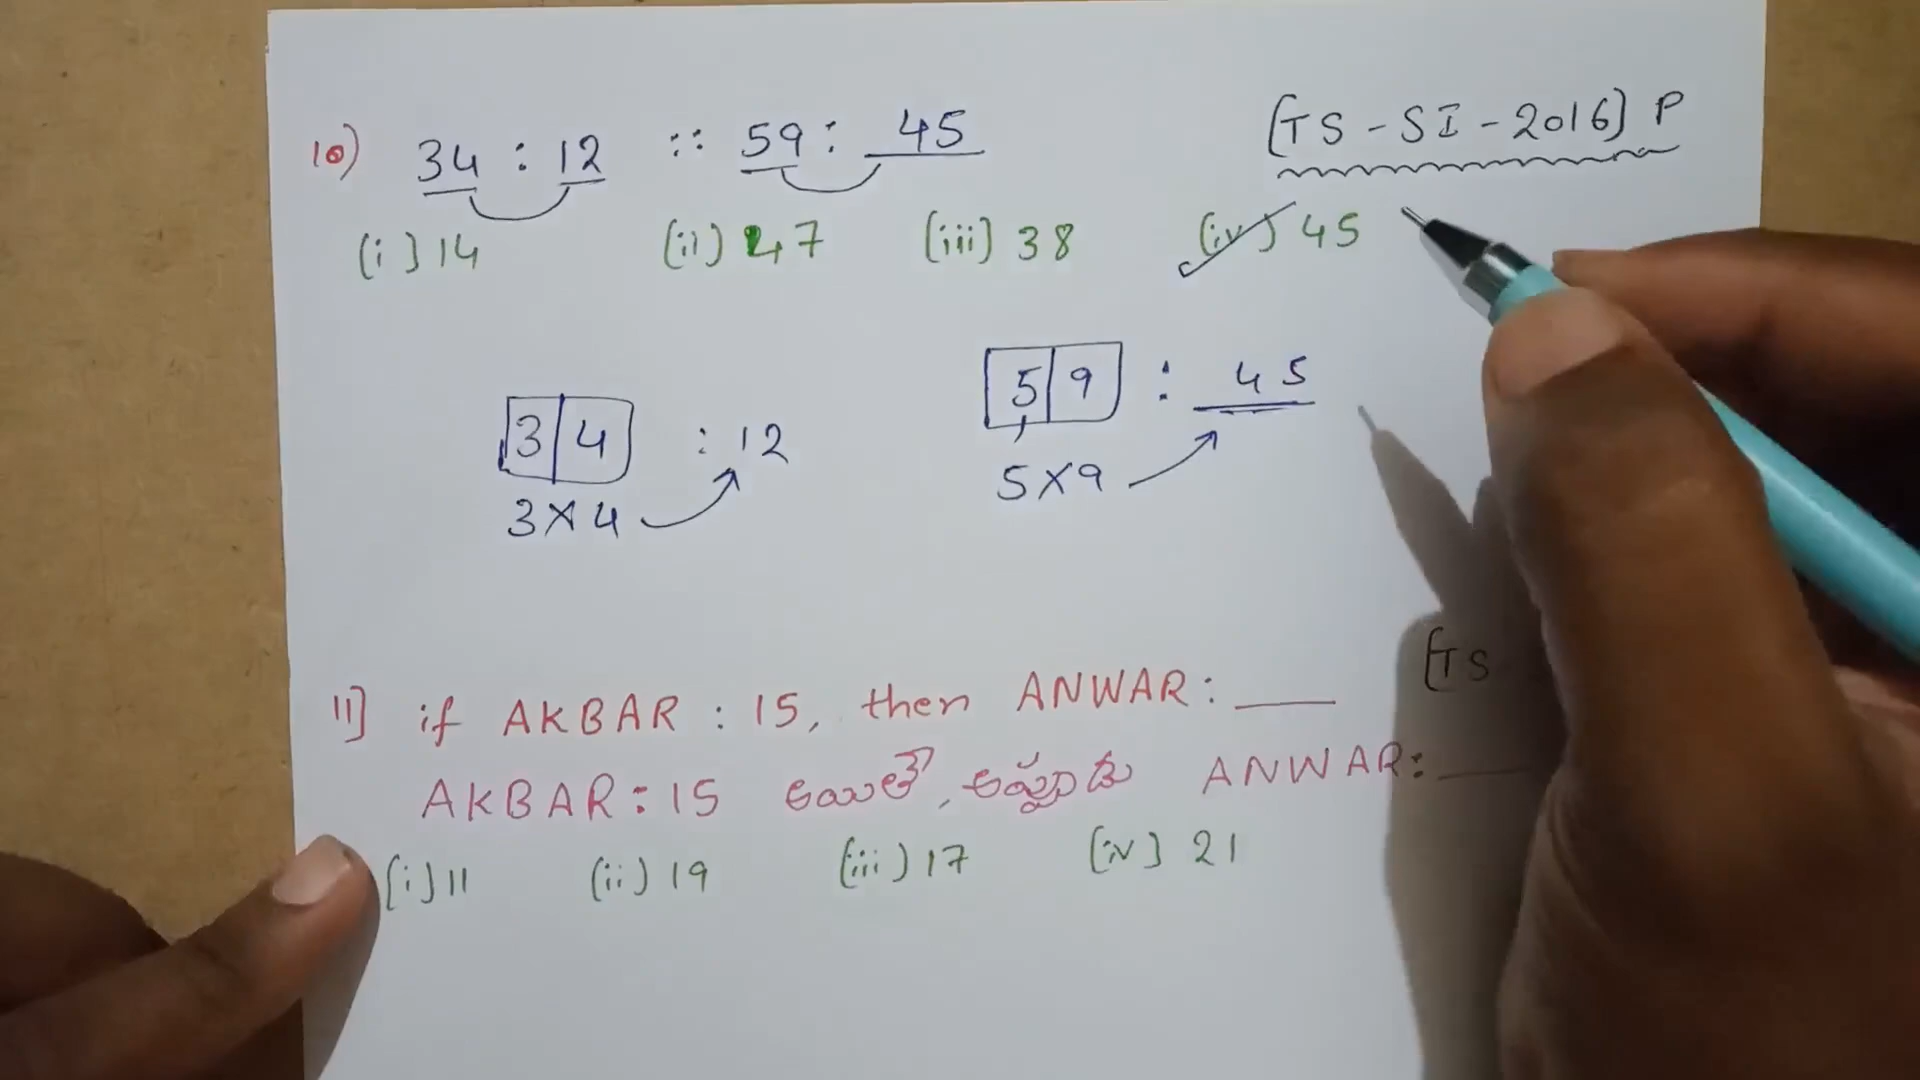 10) 34 : 12 :: 59 : 45 [TS-SI-2016] P
(i) 14 (ii) 47 (iii) 38 (iv) 45
3 4 : 12
3×4
5 9 : 45
5×9
11] if AKBAR : 15, then ANWAR : ___ [TS
AKBAR : 15 అయితే, అప్పుడు ANWAR : ___
(i) 11 (ii) 19 (iii) 17 (iv) 21